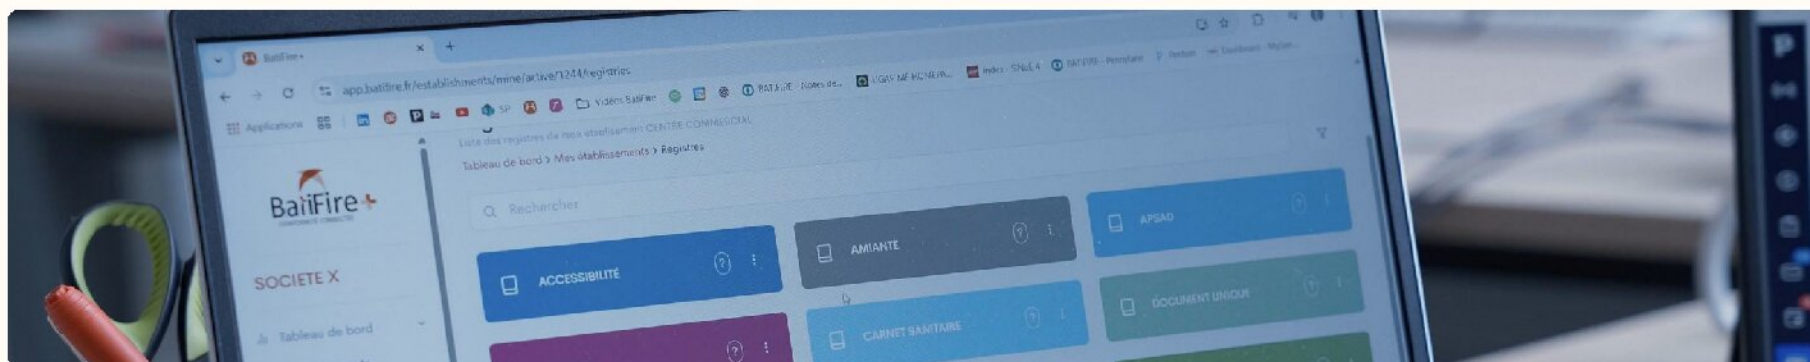 BatiFire+
app.batifire.fr/establishments/mine/active/1244/registries
Applications
SP
Vidéos BatiFire
Liste des registres de mon établissement CENTRE COMMERCIAL
Tableau de bord > Mes établissements > Registres
BatiFire+
Rechercher
ACCESSIBILITÉ
AMIANTE
APSAD
SOCIETE X
CARNET SANITAIRE
DOCUMENT UNIQUE
Tableau de bord